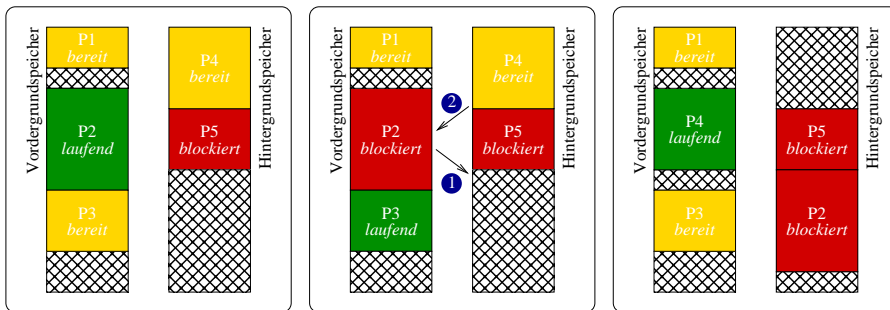 Vordergrundspeicher
P1
bereit
P2
laufend
P3
bereit
P4
bereit
P5
blockiert
Hintergrundspeicher
Vordergrundspeicher
P1
bereit
P2
blockiert
P3
laufend
2
1
P4
bereit
P5
blockiert
Hintergrundspeicher
Vordergrundspeicher
P1
bereit
P4
laufend
P3
bereit
P5
blockiert
P2
blockiert
Hintergrundspeicher